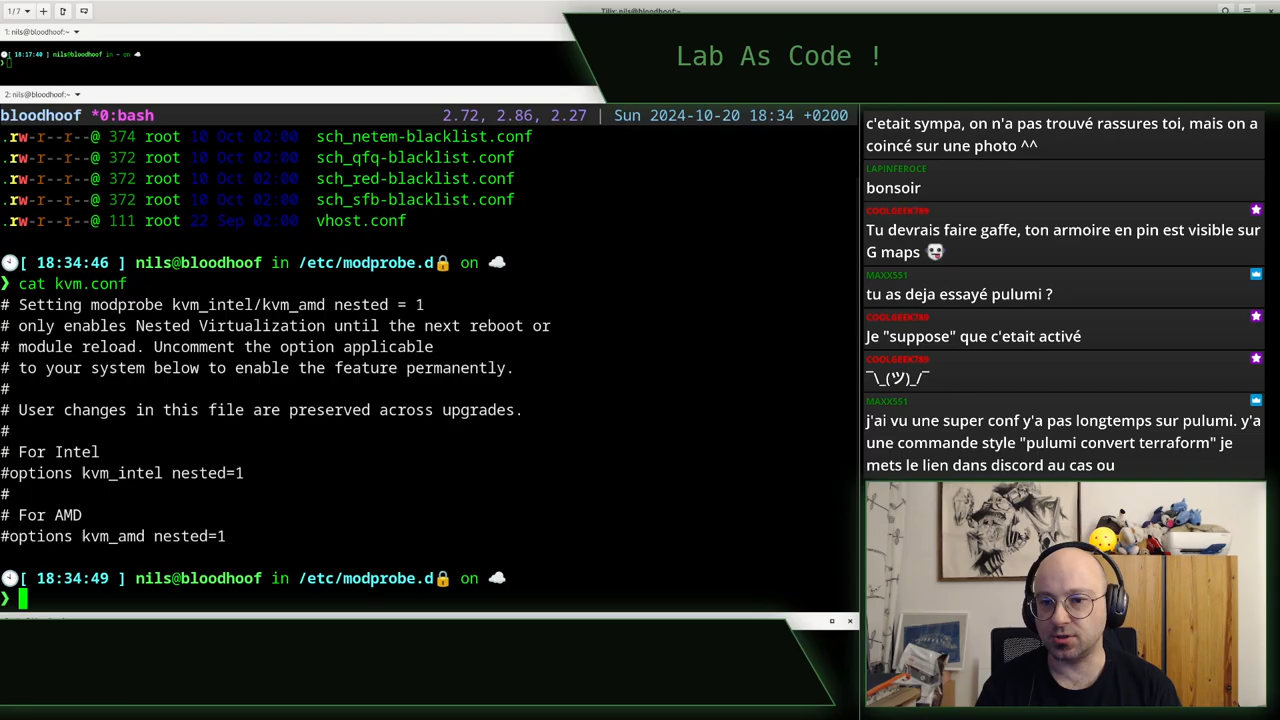 1/7
Tilix: nils@bloodhoof:~
1: nils@bloodhoof:~
[ 18:17:40 ] nils@bloodhoof in ~ on
❯
Lab As Code !
2: nils@bloodhoof:~
bloodhoof *0:bash 2.72, 2.86, 2.27 | Sun 2024-10-20 18:34 +0200
.rw-r--r--@ 374 root 10 Oct 02:00 sch_netem-blacklist.conf
.rw-r--r--@ 372 root 10 Oct 02:00 sch_qfq-blacklist.conf
.rw-r--r--@ 372 root 10 Oct 02:00 sch_red-blacklist.conf
.rw-r--r--@ 372 root 10 Oct 02:00 sch_sfb-blacklist.conf
.rw-r--r--@ 111 root 22 Sep 02:00 vhost.conf
[ 18:34:46 ] nils@bloodhoof in /etc/modprobe.d🔒 on ☁️
❯ cat kvm.conf
# Setting modprobe kvm_intel/kvm_amd nested = 1
# only enables Nested Virtualization until the next reboot or
# module reload. Uncomment the option applicable
# to your system below to enable the feature permanently.
#
# User changes in this file are preserved across upgrades.
#
# For Intel
#options kvm_intel nested=1
#
# For AMD
#options kvm_amd nested=1
[ 18:34:49 ] nils@bloodhoof in /etc/modprobe.d🔒 on ☁️
❯
c'etait sympa, on n'a pas trouvé rassures toi, mais on a
coincé sur une photo ^^
LAPINFEROCE
bonsoir
COOLGEEK789
Tu devrais faire gaffe, ton armoire en pin est visible sur
G maps 💀
MAXX551
tu as deja essayé pulumi ?
COOLGEEK789
Je "suppose" que c'etait activé
COOLGEEK789
¯\_(ツ)_/¯
MAXX551
j'ai vu une super conf y'a pas longtemps sur pulumi. y'a
une commande style "pulumi convert terraform" je
mets le lien dans discord au cas ou